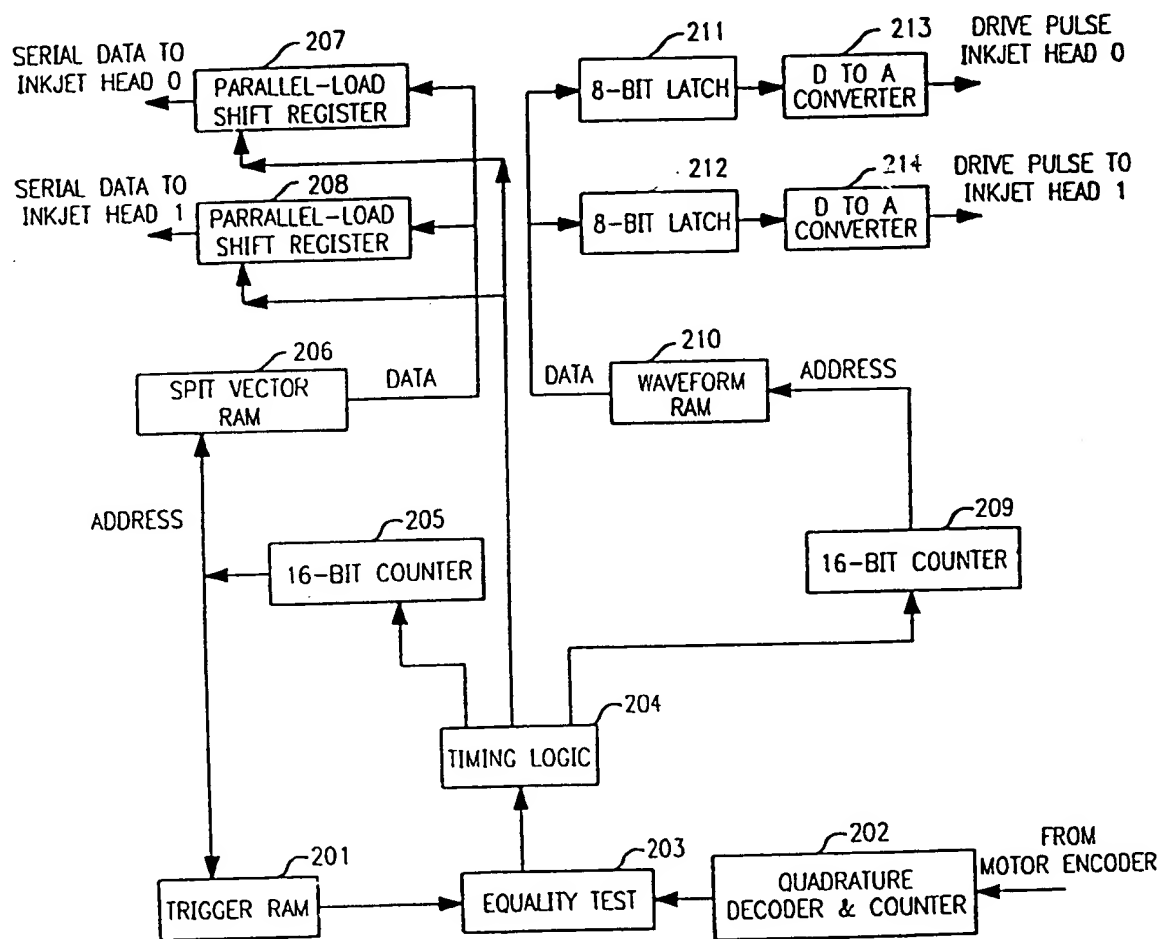 SERIAL DATA TO
INKJET HEAD 0
207
PARALLEL-LOAD
SHIFT REGISTER
211
8-BIT LATCH
213
D TO A
CONVERTER
DRIVE PULSE
INKJET HEAD 0
SERIAL DATA TO
INKJET HEAD 1
208
PARRALLEL-LOAD
SHIFT REGISTER
212
8-BIT LATCH
214
D TO A
CONVERTER
DRIVE PULSE TO
INKJET HEAD 1
206
SPIT VECTOR
RAM
DATA
DATA
210
WAVEFORM
RAM
ADDRESS
ADDRESS
205
16-BIT COUNTER
209
16-BIT COUNTER
204
TIMING LOGIC
201
TRIGGER RAM
203
EQUALITY TEST
202
QUADRATURE
DECODER & COUNTER
FROM
MOTOR ENCODER